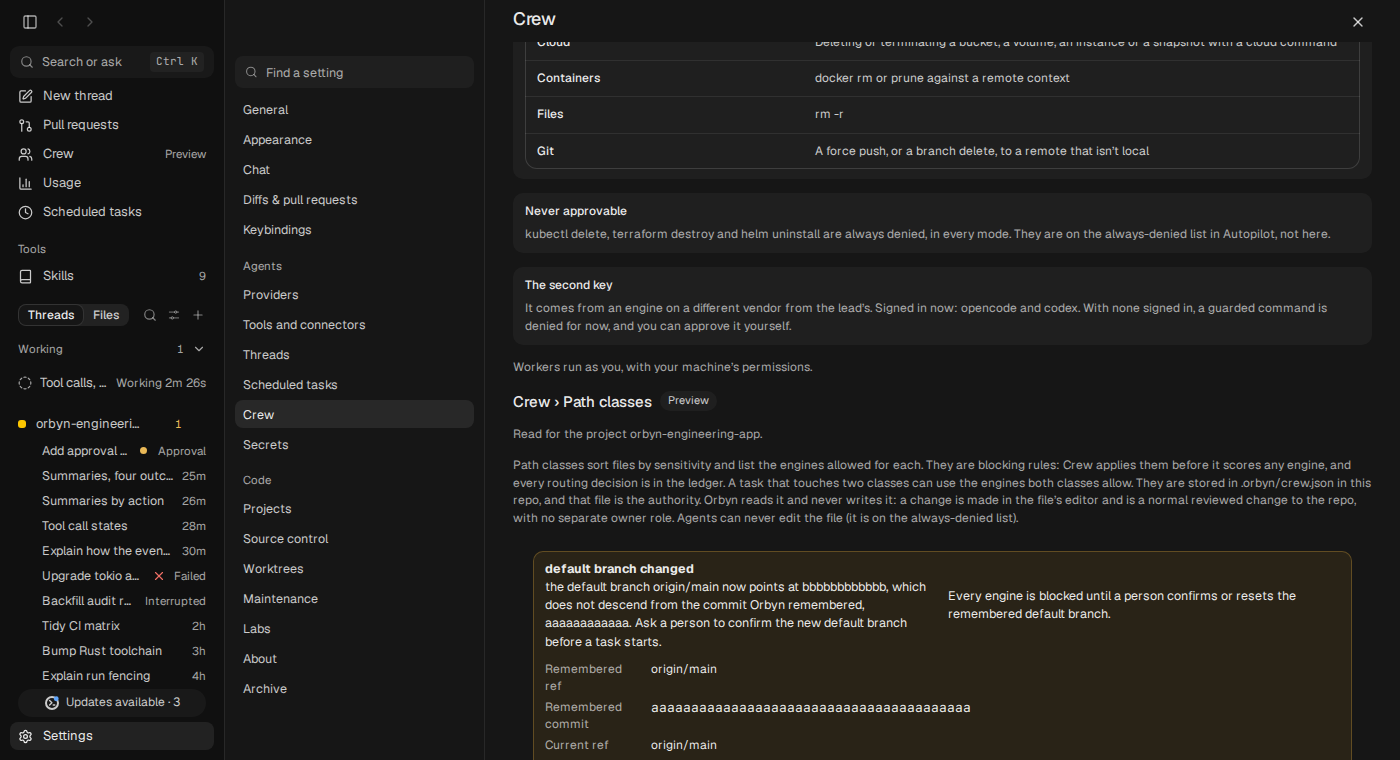 Search or ask
Ctrl K
New thread
Pull requests
Crew
Preview
Usage
Scheduled tasks
Tools
Skills
9
Threads
Files
Working
1
Tool calls, ...
Working 2m 26s
orbyn-engineeri...
1
Add approval ...
Approval
Summaries, four outc...
25m
Summaries by action
26m
Tool call states
28m
Explain how the even...
30m
Upgrade tokio a...
Failed
Backfill audit r...
Interrupted
Tidy CI matrix
2h
Bump Rust toolchain
3h
Explain run fencing
4h
Updates available · 3
Settings
Find a setting
General
Appearance
Chat
Diffs & pull requests
Keybindings
Agents
Providers
Tools and connectors
Threads
Scheduled tasks
Crew
Secrets
Code
Projects
Source control
Worktrees
Maintenance
Labs
About
Archive
Crew
Cloud
Deleting or terminating a bucket, a volume, an instance or a snapshot with a cloud command
Containers
docker rm or prune against a remote context
Files
rm -r
Git
A force push, or a branch delete, to a remote that isn't local
Never approvable
kubectl delete, terraform destroy and helm uninstall are always denied, in every mode. They are on the always-denied list in Autopilot, not here.
The second key
It comes from an engine on a different vendor from the lead's. Signed in now: opencode and codex. With none signed in, a guarded command is
denied for now, and you can approve it yourself.
Workers run as you, with your machine's permissions.
Crew › Path classes
Preview
Read for the project orbyn-engineering-app.
Path classes sort files by sensitivity and list the engines allowed for each. They are blocking rules: Crew applies them before it scores any engine, and
every routing decision is in the ledger. A task that touches two classes can use the engines both classes allow. They are stored in .orbyn/crew.json in this
repo, and that file is the authority. Orbyn reads it and never writes it: a change is made in the file's editor and is a normal reviewed change to the repo,
with no separate owner role. Agents can never edit the file (it is on the always-denied list).
default branch changed
the default branch origin/main now points at bbbbbbbbbbbb, which
does not descend from the commit Orbyn remembered,
aaaaaaaaaaaa. Ask a person to confirm the new default branch
before a task starts.
Every engine is blocked until a person confirms or resets the
remembered default branch.
Remembered
ref
origin/main
Remembered
commit
aaaaaaaaaaaaaaaaaaaaaaaaaaaaaaaaaaaaaaaa
Current ref
origin/main